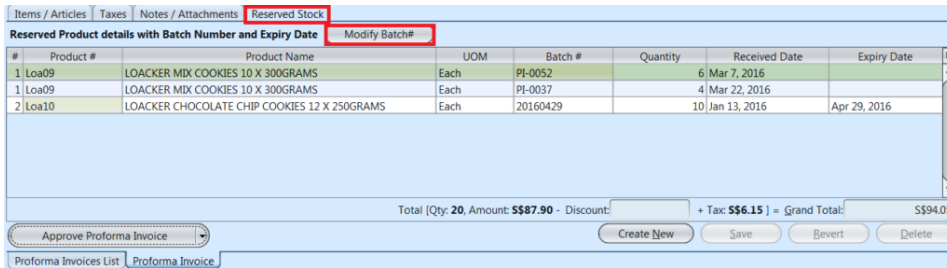 Items / Articles Taxes Notes / Attachments Reserved Stock
Reserved Product details with Batch Number and Expiry Date Modify Batch#
# Product # Product Name UOM Batch # Quantity Received Date Expiry Date
1 Loa09 LOACKER MIX COOKIES 10 X 300GRAMS Each PI-0052 6 Mar 7, 2016
1 Loa09 LOACKER MIX COOKIES 10 X 300GRAMS Each PI-0037 4 Mar 22, 2016
2 Loa10 LOACKER CHOCOLATE CHIP COOKIES 12 X 250GRAMS Each 20160429 10 Jan 13, 2016 Apr 29, 2016
Total [Qty: 20, Amount: S$87.90 - Discount: + Tax: S$6.15 ] = Grand Total: S$94.05
Approve Proforma Invoice Create New Save Revert Delete
Proforma Invoices List Proforma Invoice